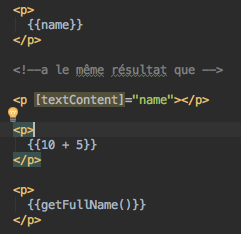 <p>
{{name}}
</p>
<!--a le même résultat que -->
<p [textContent]="name"></p>
<p>
{{10 + 5}}
</p>
<p>
{{getFullName()}}
</p>